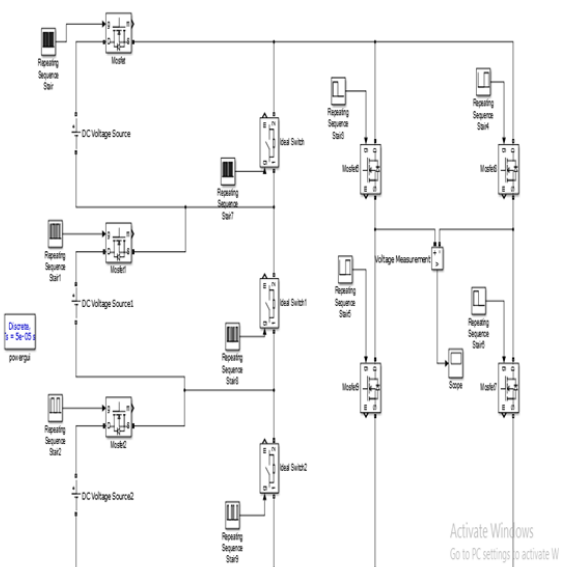 Repeating
Sequence
Stair
Mosfet
DC Voltage Source
Ideal Switch
Repeating
Sequence
Stair7
Repeating
Sequence
Stair3
Mosfet6
Repeating
Sequence
Stair4
Mosfet8
Repeating
Sequence
Stair1
Mosfet1
Voltage Measurement
Discrete,
s = 5e-05 s
powergui
DC Voltage Source1
Ideal Switch1
Repeating
Sequence
Stair8
Repeating
Sequence
Stair5
Repeating
Sequence
Stair6
Mosfet9
Scope
Mosfet7
Repeating
Sequence
Stair2
Mosfet2
DC Voltage Source2
Ideal Switch2
Repeating
Sequence
Stair9
Activate Windows
Go to PC settings to activate W